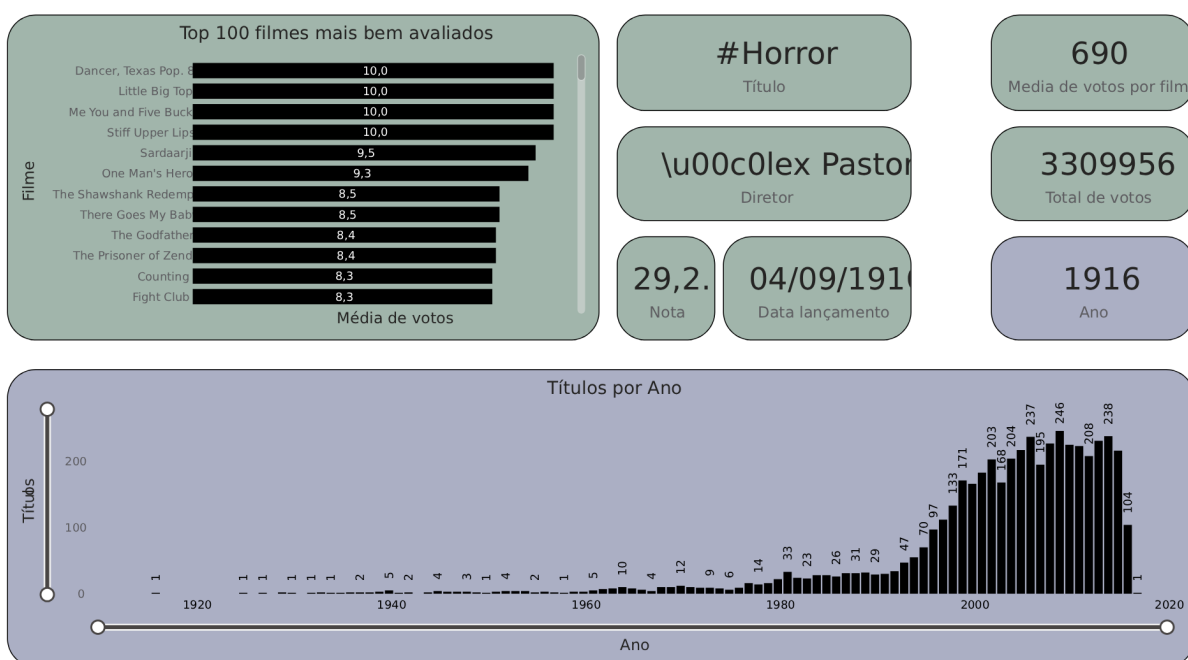 Top 100 filmes mais bem avaliados
Filme
Dancer, Texas Pop. 8 10,0
Little Big Top 10,0
Me You and Five Buck 10,0
Stiff Upper Lips 10,0
Sardaarji 9,5
One Man's Hero 9,3
The Shawshank Redemp 8,5
There Goes My Bab 8,5
The Godfather 8,4
The Prisoner of Zend 8,4
Counting 8,3
Fight Club 8,3
Média de votos
#Horror
Título
\u00c0lex Pastor
Diretor
29,2.
Nota
04/09/1916
Data lançamento
690
Media de votos por film
3309956
Total de votos
1916
Ano
Títulos por Ano
Títulos
200
100
0
1 1 1 1 1 1 2 5 2 4 3 1 4 2 1 5 10 4 12 9 6 14 33 23 26 31 29 47 70 97 133 171 203 168 204 237 195 246 208 238 104 1
1920 1940 1960 1980 2000 2020
Ano